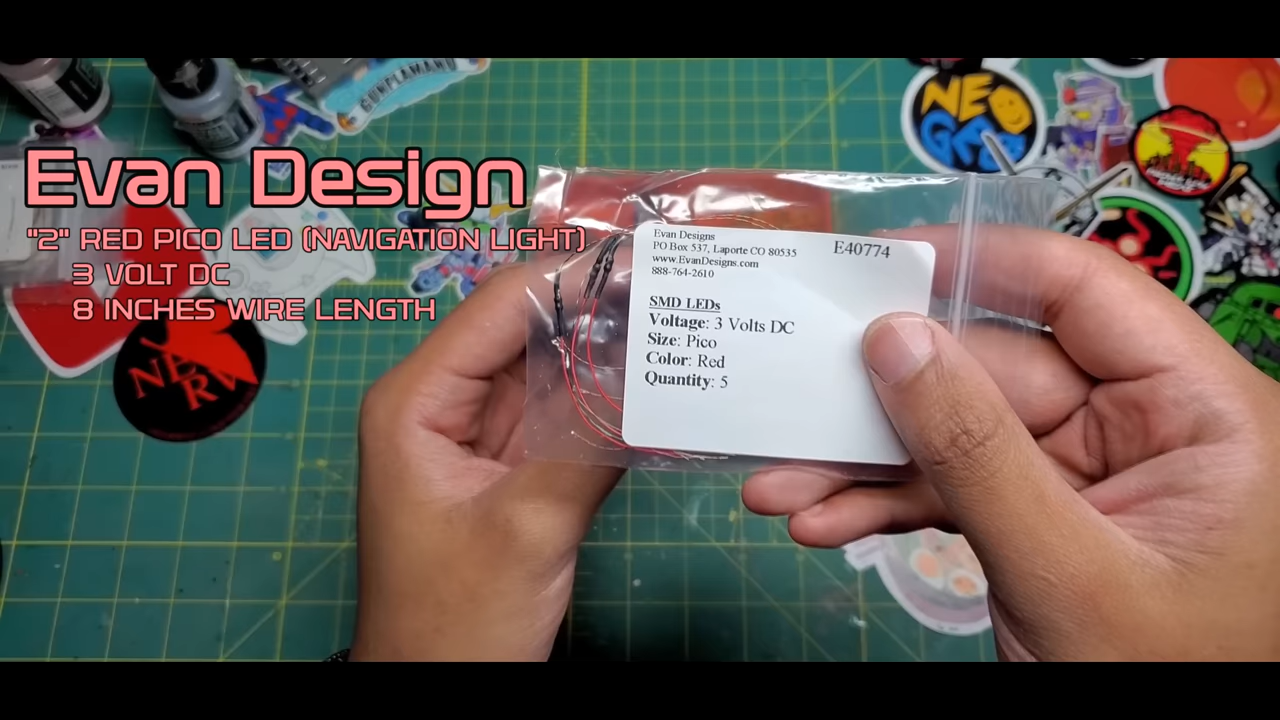 GUNPLAMANU
NEO
GEO
Evan Design
"2" RED PICO LED (NAVIGATION LIGHT)
3 VOLT DC
8 INCHES WIRE LENGTH
Evan Designs
PO Box 537, Laporte CO 80535
www.EvanDesigns.com
888-764-2610
E40774
SMD LEDs
Voltage: 3 Volts DC
Size: Pico
Color: Red
Quantity: 5
NERV